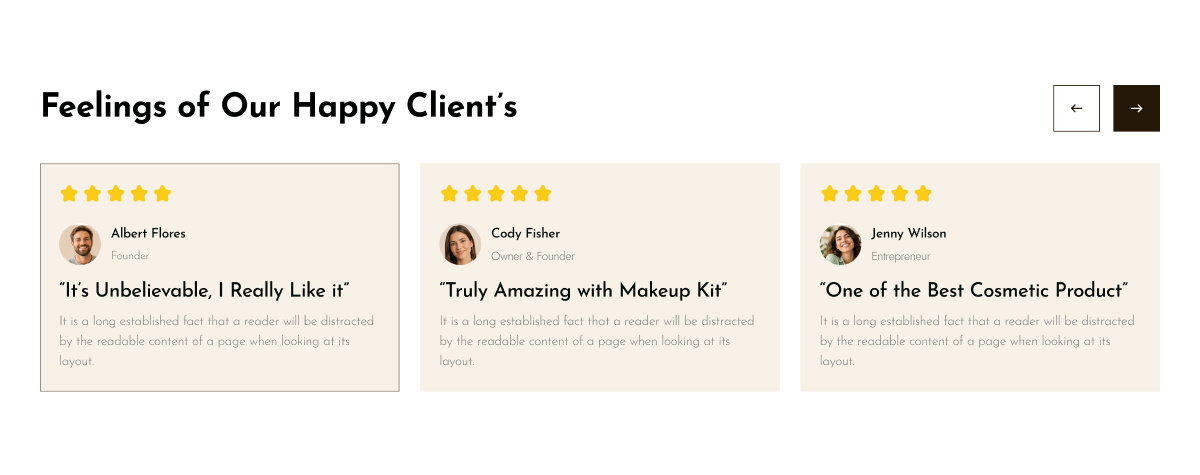 Feelings of Our Happy Client’s
Albert Flores
Founder
“It’s Unbelievable, I Really Like it”
It is a long established fact that a reader will be distracted
by the readable content of a page when looking at its
layout.
Cody Fisher
Owner & Founder
“Truly Amazing with Makeup Kit”
It is a long established fact that a reader will be distracted
by the readable content of a page when looking at its
layout.
Jenny Wilson
Entrepreneur
“One of the Best Cosmetic Product”
It is a long established fact that a reader will be distracted
by the readable content of a page when looking at its
layout.